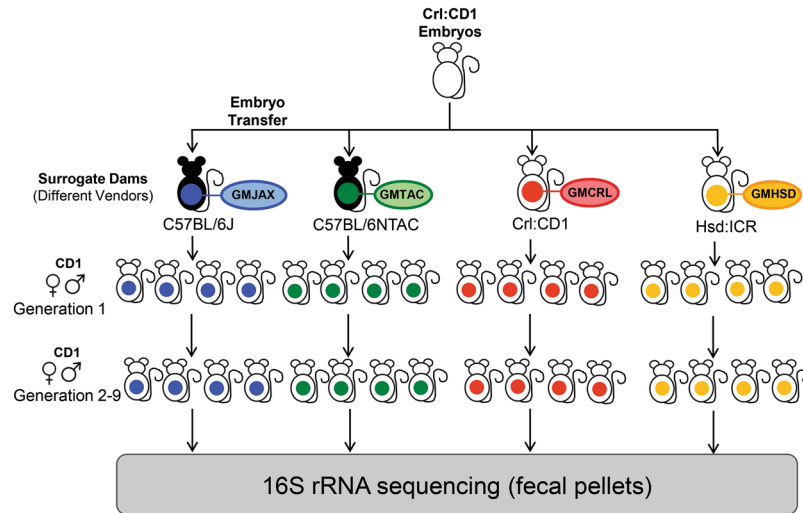 Crl:CD1
Embryos
Embryo
Transfer
Surrogate Dams
(Different Vendors)
GMJAX
GMTAC
GMCRL
GMHSD
C57BL/6J
C57BL/6NTAC
Crl:CD1
Hsd:ICR
CD1
♀ ♂
Generation 1
CD1
♀ ♂
Generation 2-9
16S rRNA sequencing (fecal pellets)